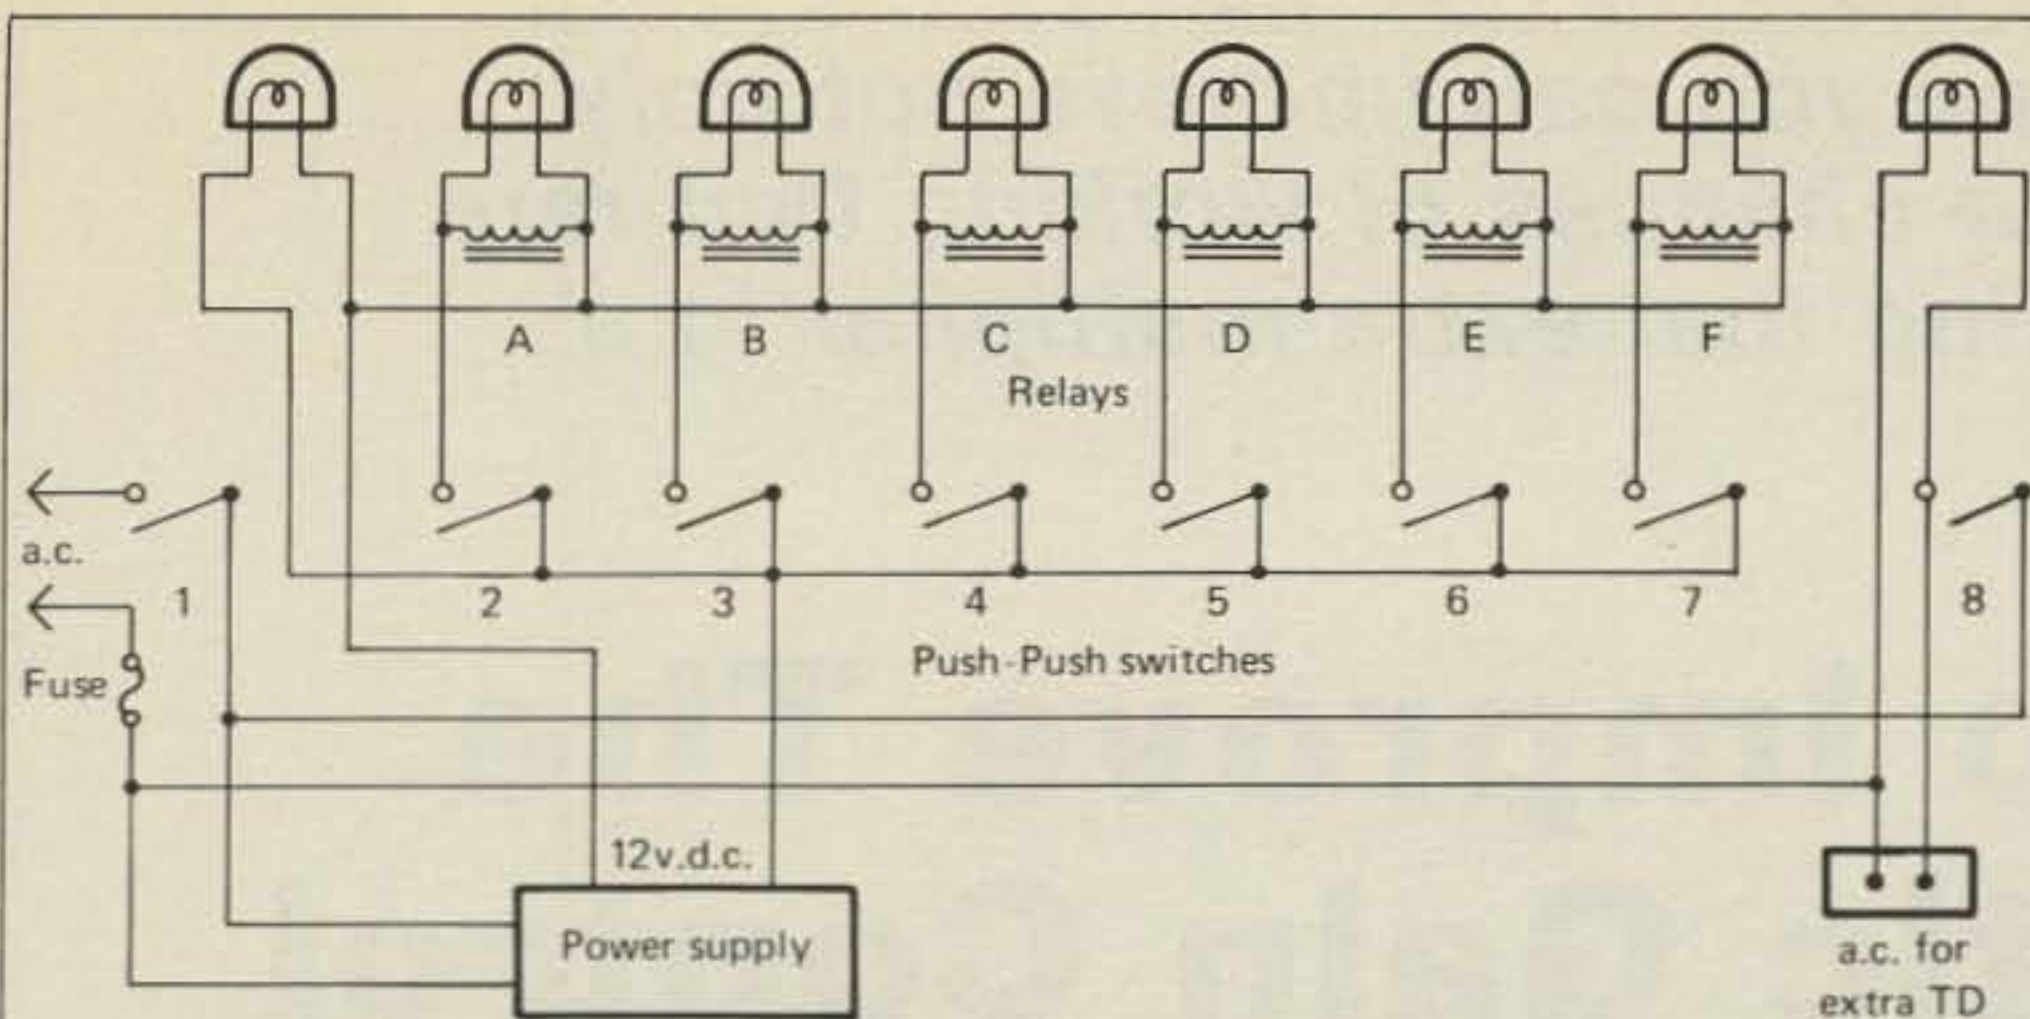 A B C D E F
Relays
a.c.
1 2 3 4 5 6 7 8
Push-Push switches
Fuse
12v.d.c.
Power supply
a.c. for
extra TD